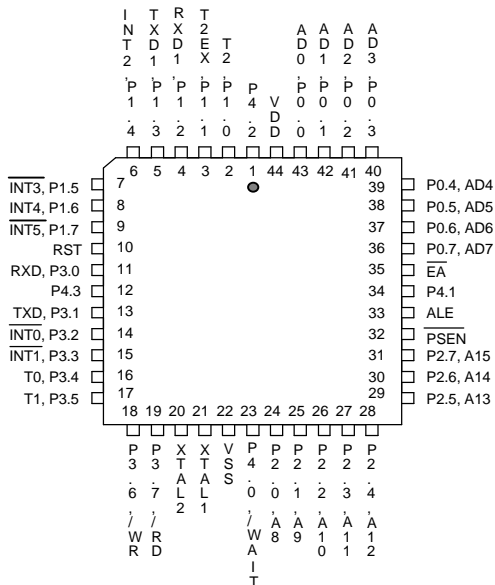 INT2, P1.4
TXD1, P1.3
RXD1, P1.2
T2EX, P1.1
T2, P1.0
P4.2
VDD
AD0, P0.0
AD1, P0.1
AD2, P0.2
AD3, P0.3
6 5 4 3 2 1 44 43 42 41 40
INT3, P1.5 7
INT4, P1.6 8
INT5, P1.7 9
RST 10
RXD, P3.0 11
P4.3 12
TXD, P3.1 13
INT0, P3.2 14
INT1, P3.3 15
T0, P3.4 16
T1, P3.5 17
39 P0.4, AD4
38 P0.5, AD5
37 P0.6, AD6
36 P0.7, AD7
35 EA
34 P4.1
33 ALE
32 PSEN
31 P2.7, A15
30 P2.6, A14
29 P2.5, A13
18 19 20 21 22 23 24 25 26 27 28
P3.6, /WR
P3.7, /RD
XTAL2
XTAL1
VSS
P4.0, /WAIT
P2.0, A8
P2.1, A9
P2.2, A10
P2.3, A11
P2.4, A12